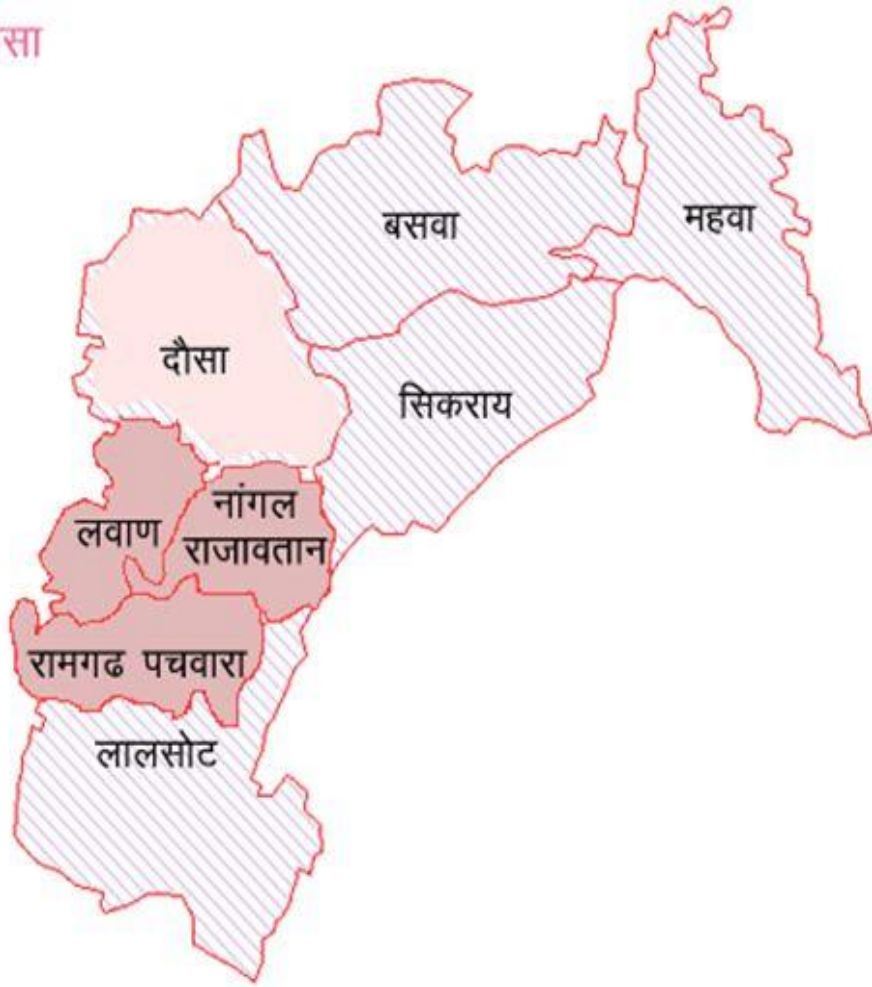 सा
बसवा
महवा
दौसा
सिकराय
लवाण
नांगल
राजावतान
रामगढ पचवारा
लालसोट